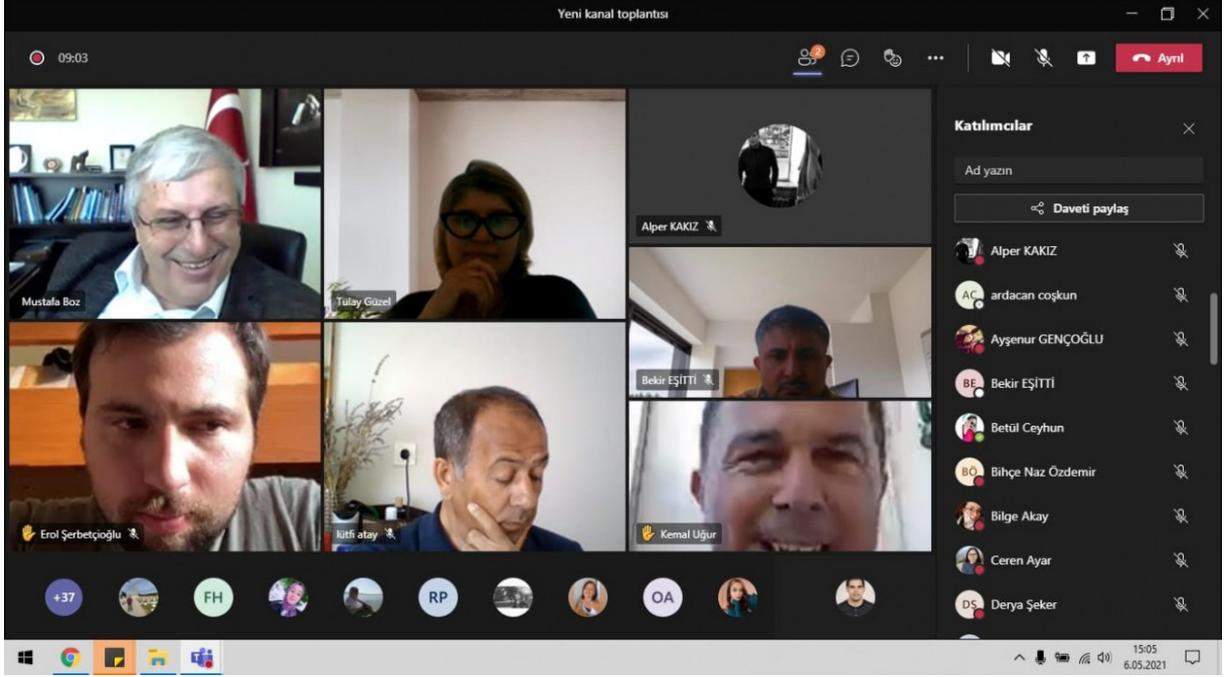 Yeni kanal toplantısı
09:03
2
Ayrıl
Mustafa Boz
Tülay Güzel
Alper KAKIZ
Bekir EŞİTTİ
Erol Şerbetçioğlu
lütfi atay
Kemal Uğur
+37
FH
RP
OA
Katılımcılar
Ad yazın
Daveti paylaş
Alper KAKIZ
AC ardacan coşkun
Ayşenur GENÇOĞLU
BE Bekir EŞİTTİ
Betül Ceyhun
BÖ Bihçe Naz Özdemir
Bilge Akay
Ceren Ayar
DŞ Derya Şeker
15:05
6.05.2021